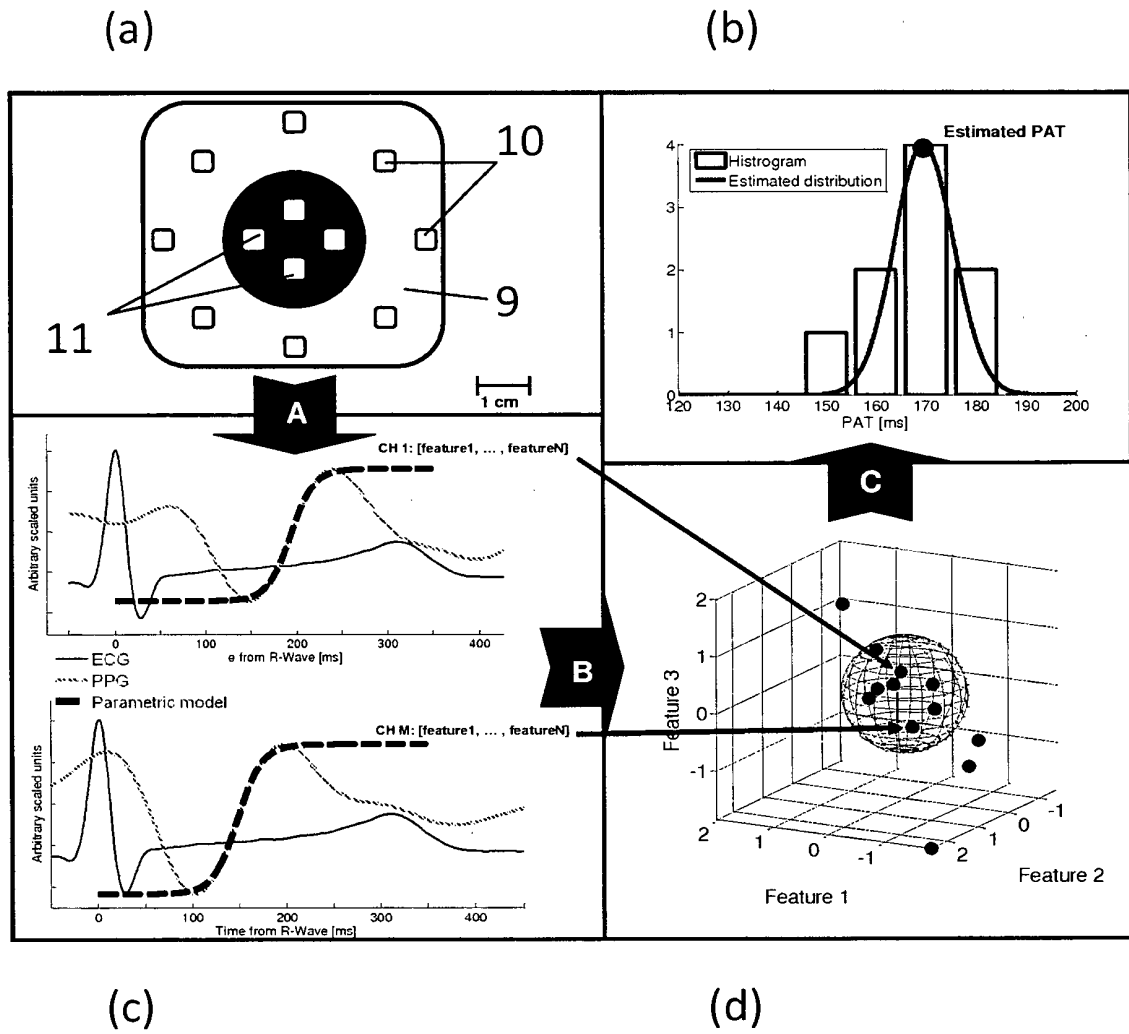 (a)
(b)
10
11
9
1 cm
A
Estimated PAT
Histrogram
Estimated distribution
4
3
2
1
0
120 130 140 150 160 170 180 190 200
PAT [ms]
CH 1: [feature1, ... , featureN]
Arbitrary scaled units
0 100 200 300 400
e from R-Wave [ms]
ECG
PPG
Parametric model
CH M: [feature1, ... , featureN]
Arbitrary scaled units
0 100 200 300 400
Time from R-Wave [ms]
B
C
2
1
0
-1
Feature 3
2 1 0 -1
Feature 1
2 1 0 -1
Feature 2
(c)
(d)